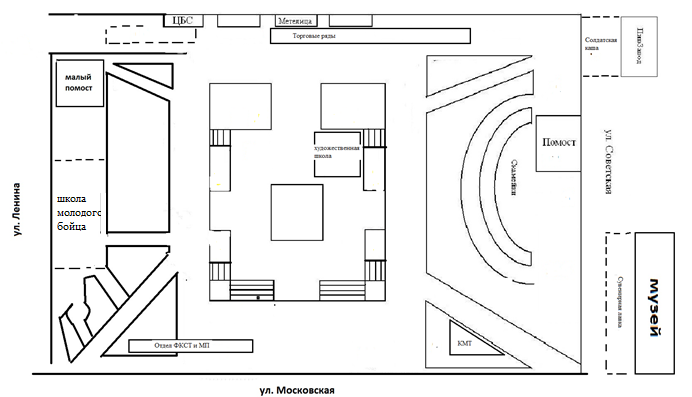 ЦБС
Метелица
Торговые ряды
Солдатская
каша
ПивЗавод
малый
помост
художественная
школа
Помост
Скамейки
ул. Советская
школа
молодого
бойца
ул. Ленина
Сувенирная лавка
музей
Отдел ФКСТ и МП
КМТ
ул. Московская